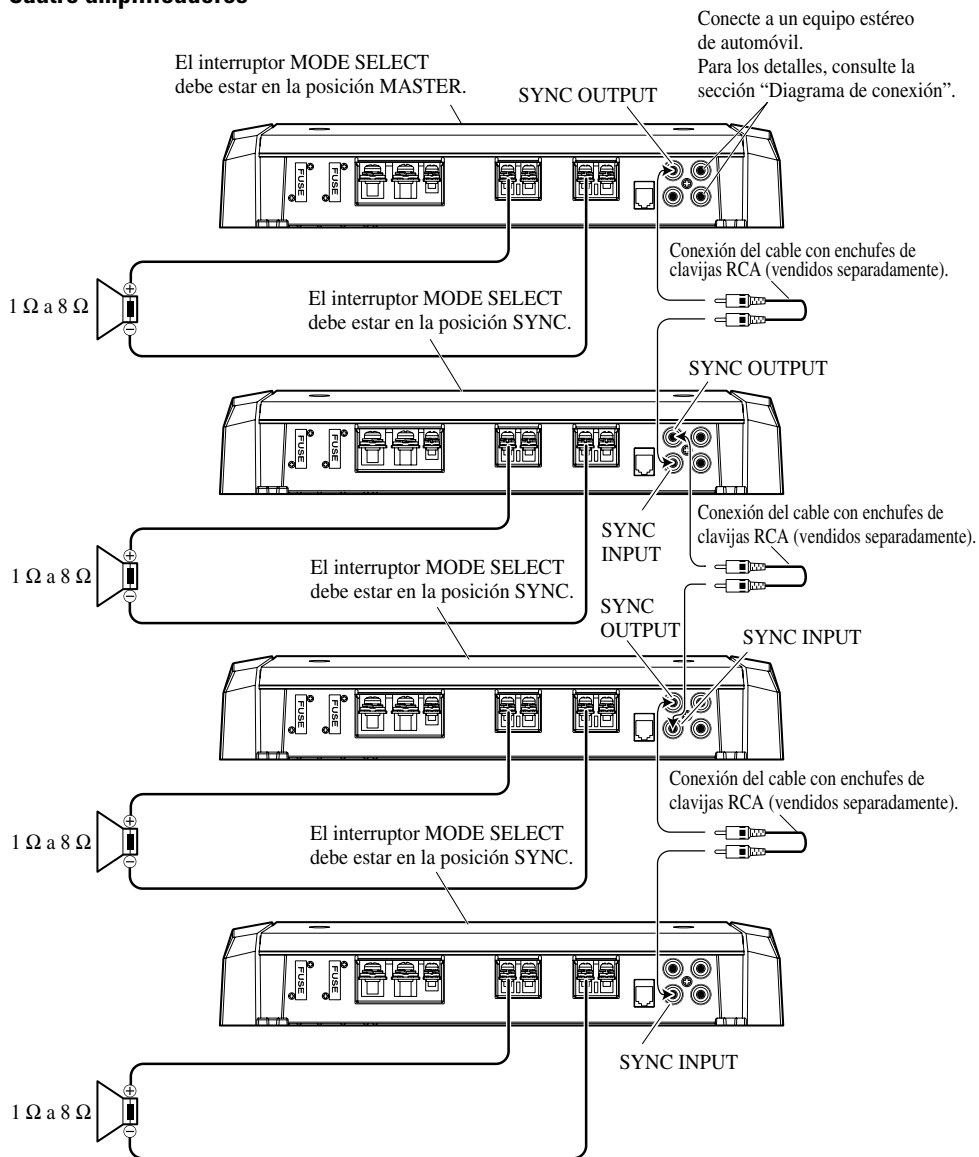 Cuatro amplificadores
Conecte a un equipo estéreo
de automóvil.
Para los detalles, consulte la
sección “Diagrama de conexión”.
El interruptor MODE SELECT
debe estar en la posición MASTER.
SYNC OUTPUT
FUSE
FUSE
Conexión del cable con enchufes de
clavijas RCA (vendidos separadamente).
1 Ω a 8 Ω
El interruptor MODE SELECT
debe estar en la posición SYNC.
SYNC OUTPUT
FUSE
FUSE
SYNC
INPUT
Conexión del cable con enchufes de
clavijas RCA (vendidos separadamente).
1 Ω a 8 Ω
El interruptor MODE SELECT
debe estar en la posición SYNC.
SYNC
OUTPUT
SYNC INPUT
FUSE
FUSE
Conexión del cable con enchufes de
clavijas RCA (vendidos separadamente).
1 Ω a 8 Ω
El interruptor MODE SELECT
debe estar en la posición SYNC.
FUSE
FUSE
SYNC INPUT
1 Ω a 8 Ω